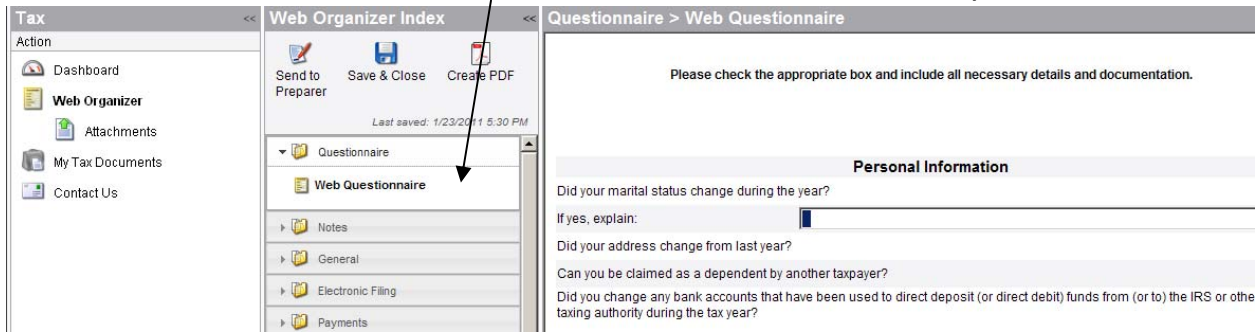 Tax <<
Action
Dashboard
Web Organizer
Attachments
My Tax Documents
Contact Us
Web Organizer Index <<
Send to Preparer
Save & Close
Create PDF
Last saved: 1/23/2011 5:30 PM
Questionnaire
Web Questionnaire
Notes
General
Electronic Filing
Payments
Questionnaire > Web Questionnaire
Please check the appropriate box and include all necessary details and documentation.
Personal Information
Did your marital status change during the year?
If yes, explain:
Did your address change from last year?
Can you be claimed as a dependent by another taxpayer?
Did you change any bank accounts that have been used to direct deposit (or direct debit) funds from (or to) the IRS or othe
taxing authority during the tax year?